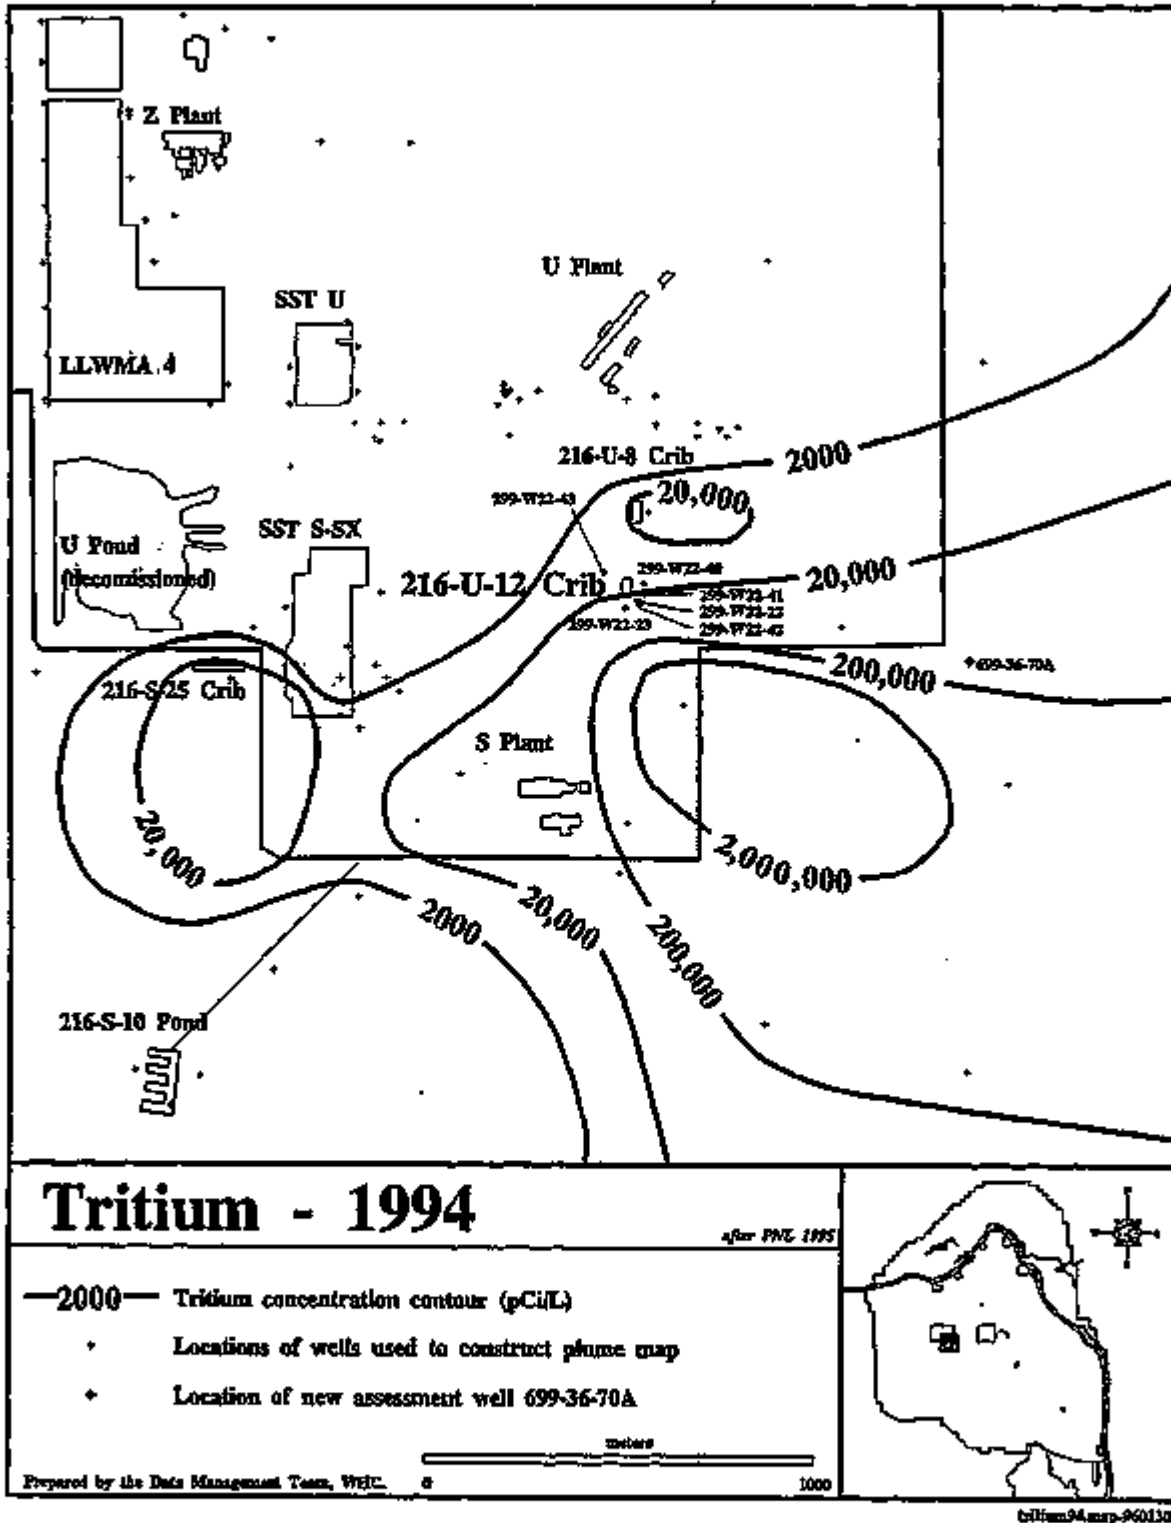 Z Plant
U Plant
SST U
LLWMA 4
216-U-8 Crib
2000
20,000
299-W22-43
SST S-SX
U Pond
(decomissioned)
216-U-12 Crib
20,000
299-W22-41
299-W22-22
299-W22-42
299-W22-23
200,000
699-36-70A
216-S-25 Crib
S Plant
20,000
2,000,000
2000
20,000
200,000
216-S-10 Pond
Tritium - 1994
after PNL 1995
2000 Tritium concentration contour (pCi/L)
Locations of wells used to construct plume map
Location of new assessment well 699-36-70A
meters
0 1000
Prepared by the Data Management Team, WHC.